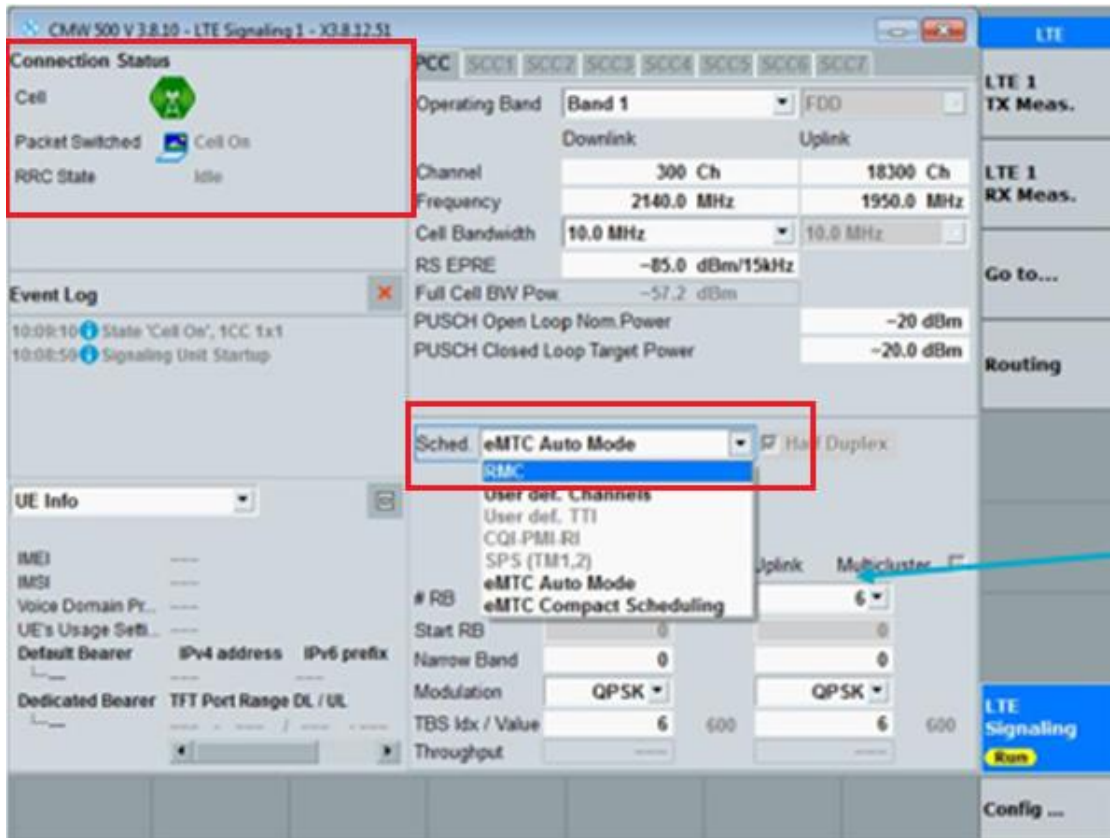 CMW 500 V 3.8.10 - LTE Signaling 1 - X3.8.12.51
LTE
Connection Status
Cell
Packet Switched Cell On
RRC State Idle
PCC SCC1 SCC2 SCC3 SCC4 SCC5 SCC6 SCC7
Operating Band Band 1 FDD
Downlink Uplink
Channel 300 Ch 18300 Ch
Frequency 2140.0 MHz 1950.0 MHz
Cell Bandwidth 10.0 MHz 10.0 MHz
RS EPRE -85.0 dBm/15kHz
Full Cell BW Pow. -57.2 dBm
PUSCH Open Loop Nom.Power -20 dBm
PUSCH Closed Loop Target Power -20.0 dBm
Event Log
10:09:10 State 'Cell On', 1CC 1x1
10:08:50 Signaling Unit Startup
Sched. eMTC Auto Mode Half Duplex
RMC
User def. Channels
User def. TTI
CQI-PMI-RI
SPS (TM1,2)
eMTC Auto Mode
eMTC Compact Scheduling
Uplink Multicluster
# RB 6
Start RB 0 0
Narrow Band 0 0
Modulation QPSK QPSK
TBS Idx / Value 6 600 6 600
Throughput --- ---
UE Info
IMEI ---
IMSI ---
Voice Domain Pr... ---
UE's Usage Setti... ---
Default Bearer IPv4 address IPv6 prefix
--- --- ---
Dedicated Bearer TFT Port Range DL / UL
--- --- - --- / --- - ---
LTE 1
TX Meas.
LTE 1
RX Meas.
Go to...
Routing
LTE
Signaling
Run
Config ...